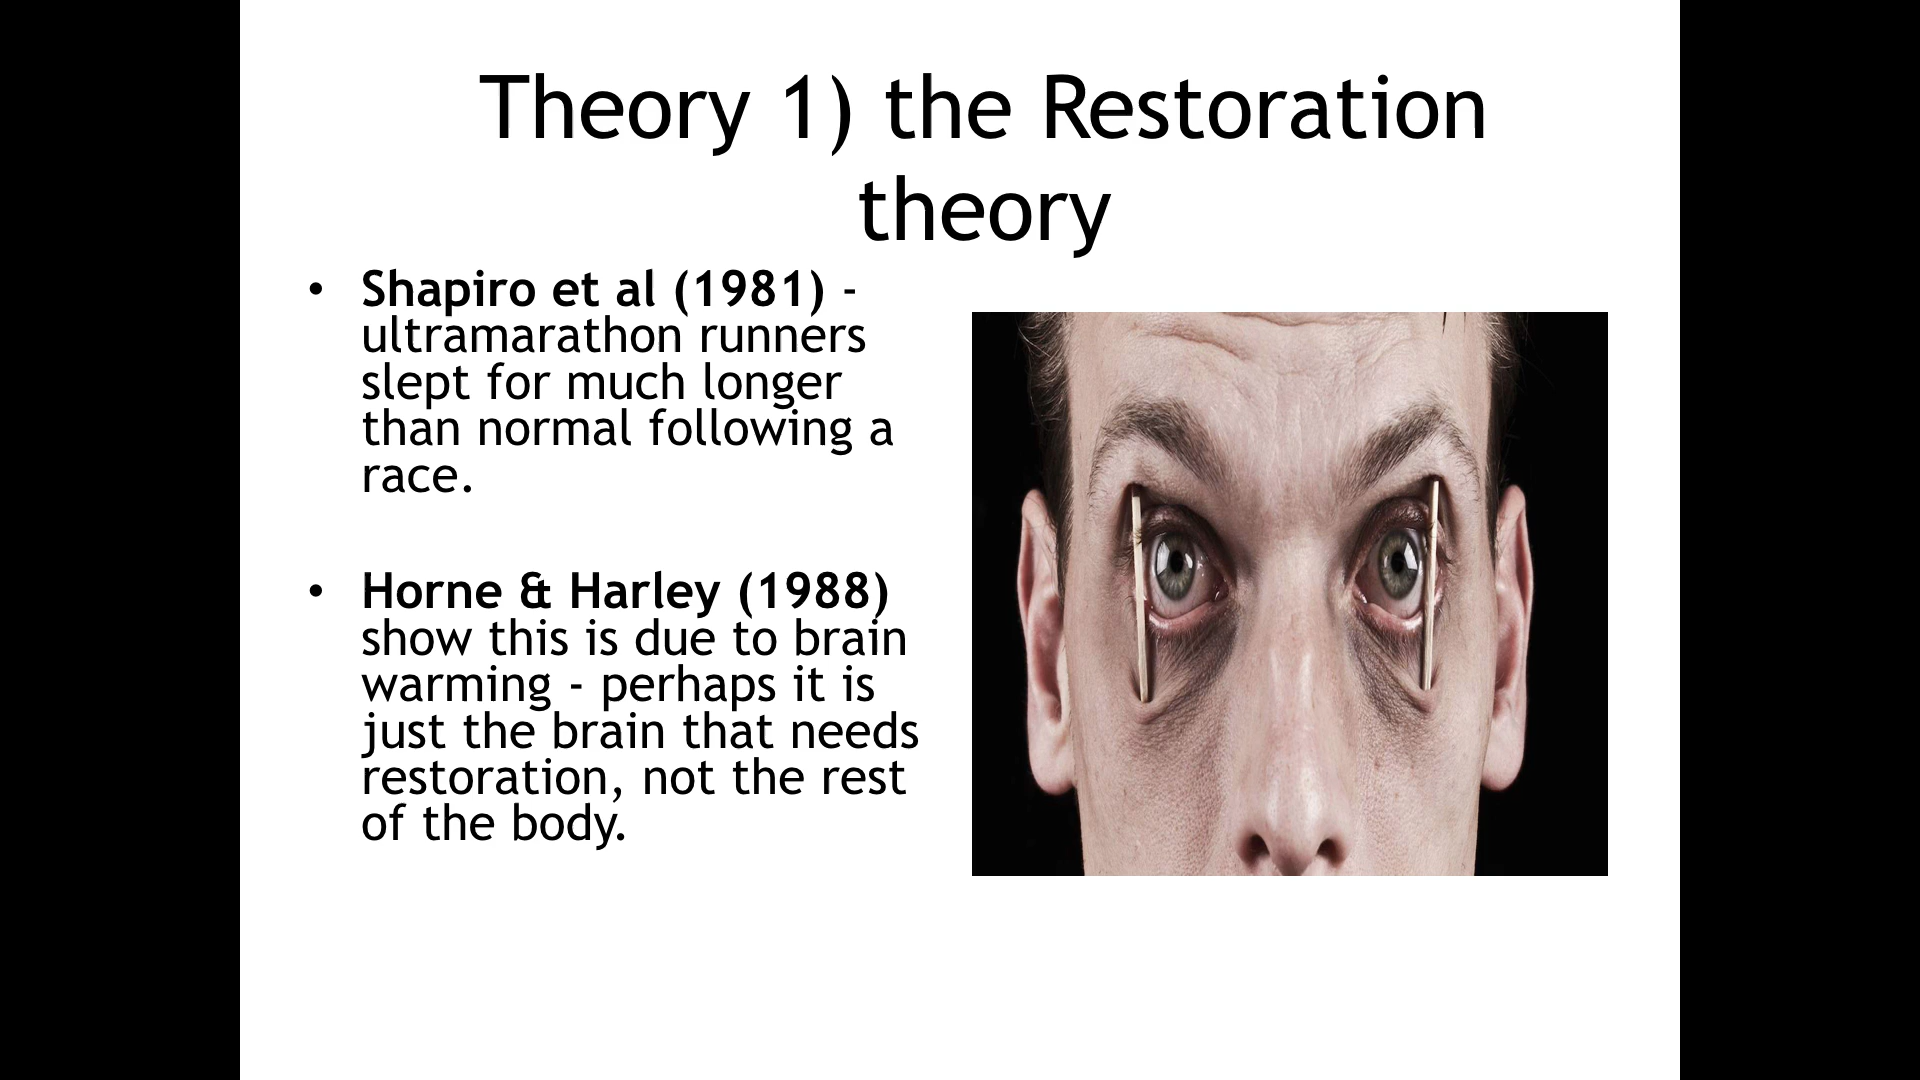 Theory 1) the Restoration
theory
• Shapiro et al (1981) -
ultramarathon runners
slept for much longer
than normal following a
race.
• Horne & Harley (1988)
show this is due to brain
warming - perhaps it is
just the brain that needs
restoration, not the rest
of the body.